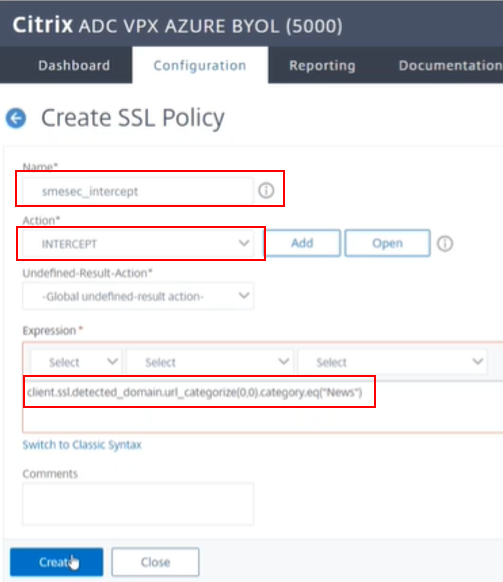 Citrix ADC VPX AZURE BYOL (5000)
Dashboard Configuration Reporting Documentation
Create SSL Policy
Name*
smesec_intercept
Action*
INTERCEPT Add Open
Undefined-Result-Action*
-Global undefined-result action-
Expression *
Select Select Select
client.ssl.detected_domain.url_categorize(0,0).category.eq("News")
Switch to Classic Syntax
Comments
Create Close